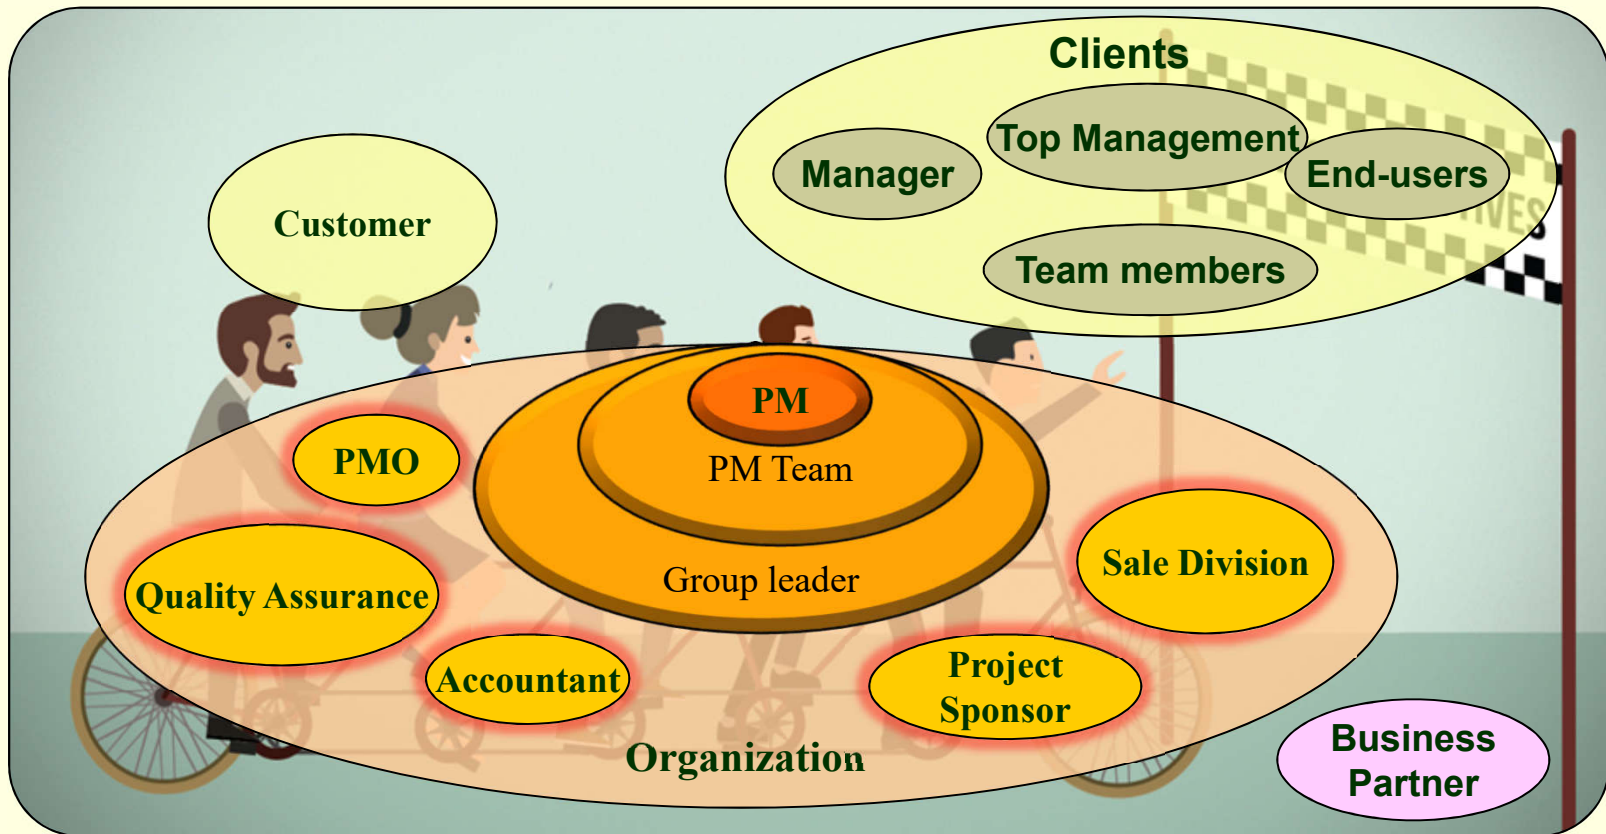 Clients
Top Management
Manager
End-users
Team members
Customer
PM
PM Team
Group leader
PMO
Quality Assurance
Accountant
Sale Division
Project
Sponsor
Organization
Business
Partner